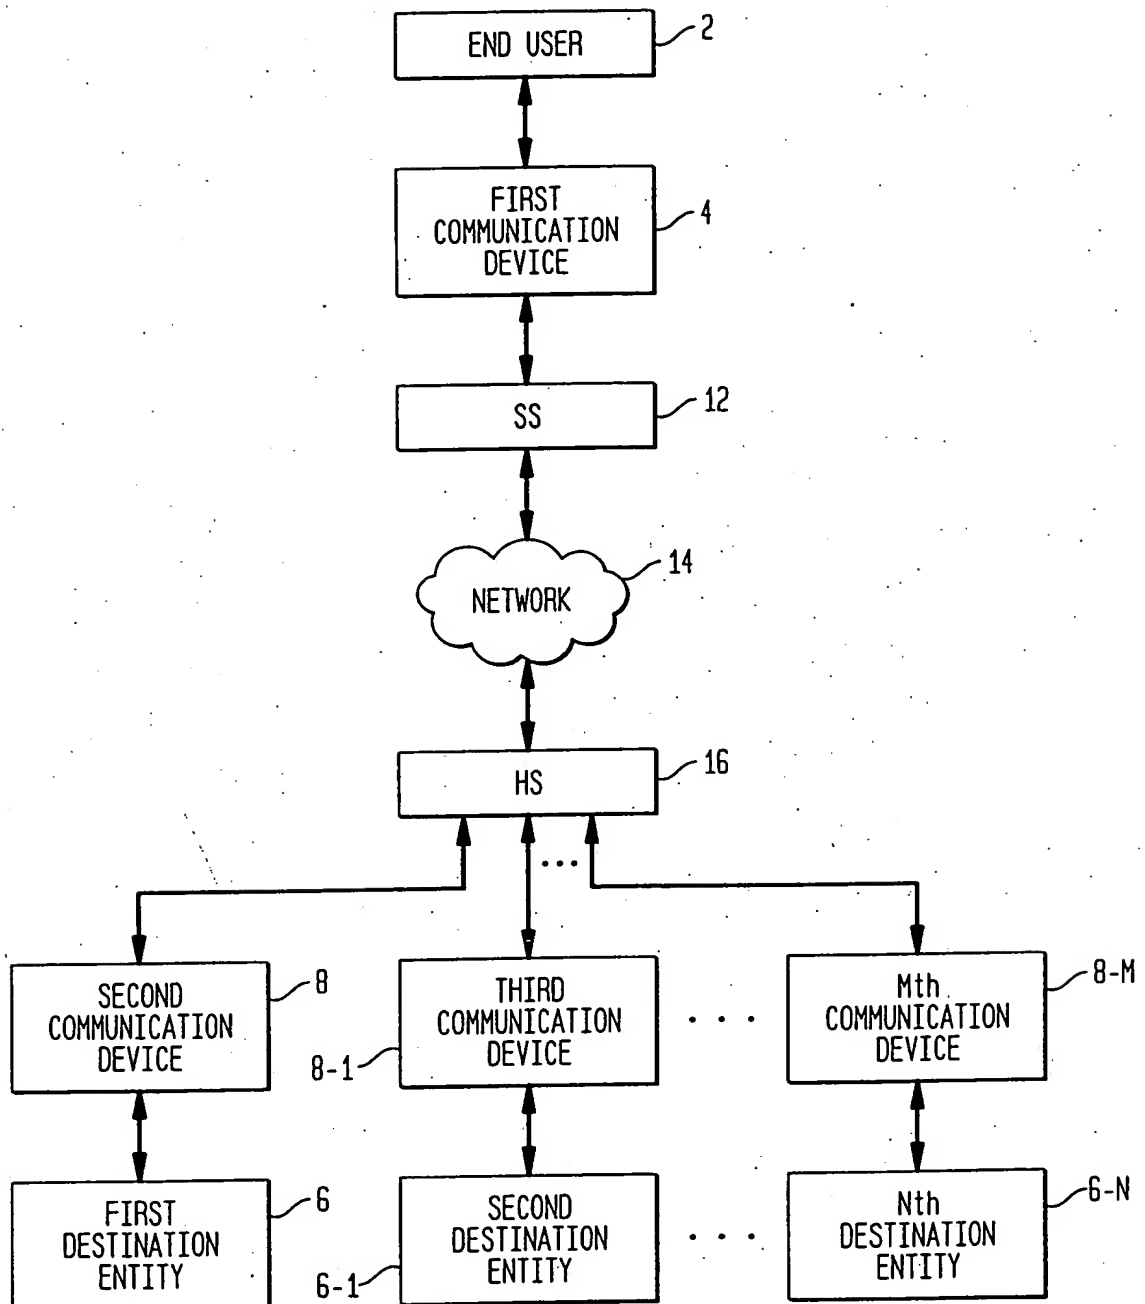 END USER
2
FIRST
COMMUNICATION
DEVICE
4
SS
12
NETWORK
14
HS
16
...
SECOND
COMMUNICATION
DEVICE
8
THIRD
COMMUNICATION
DEVICE
8-1
. . .
Mth
COMMUNICATION
DEVICE
8-M
FIRST
DESTINATION
ENTITY
6
SECOND
DESTINATION
ENTITY
6-1
. . .
Nth
DESTINATION
ENTITY
6-N